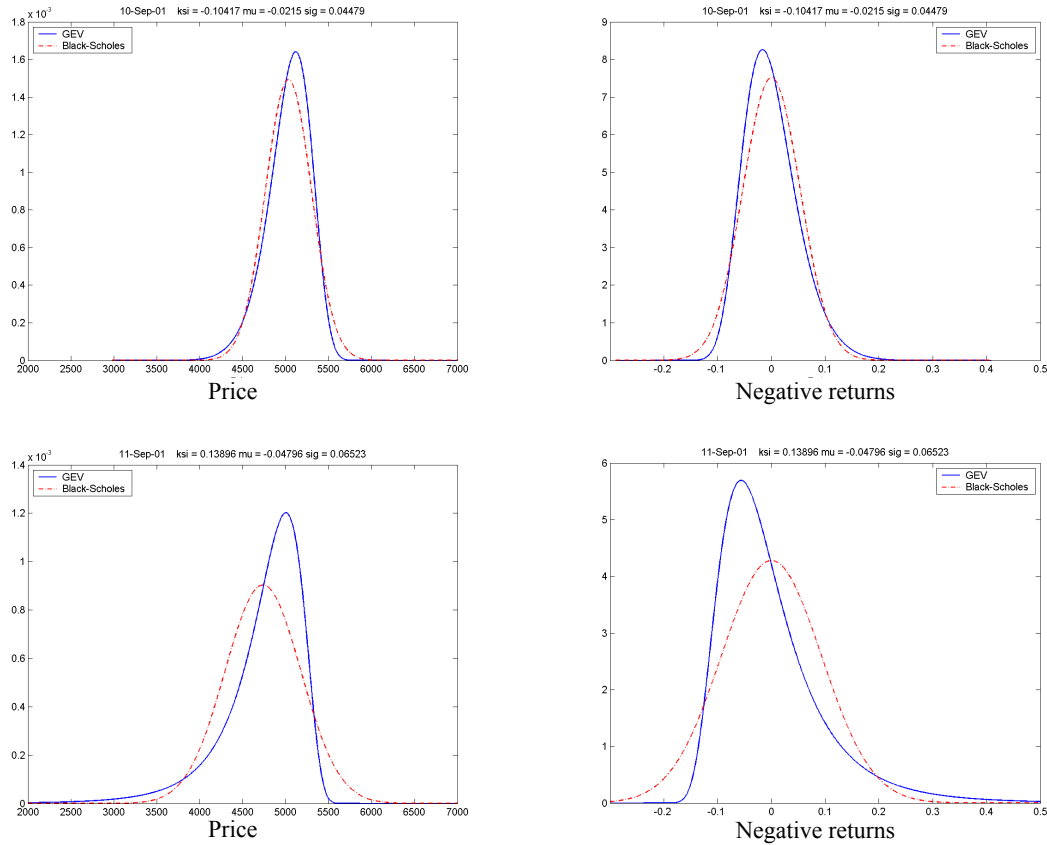 10-Sep-01 ksi = -0.10417 mu = -0.0215 sig = 0.04479
x 10-3
GEV
Black-Scholes
1.8
1.6
1.4
1.2
1
0.8
0.6
0.4
0.2
0
2000 2500 3000 3500 4000 4500 5000 5500 6000 6500 7000
Price
10-Sep-01 ksi = -0.10417 mu = -0.0215 sig = 0.04479
GEV
Black-Scholes
9
8
7
6
5
4
3
2
1
0
-0.2 -0.1 0 0.1 0.2 0.3 0.4 0.5
Negative returns
11-Sep-01 ksi = 0.13896 mu = -0.04796 sig = 0.06523
x 10-3
GEV
Black-Scholes
1.4
1.2
1
0.8
0.6
0.4
0.2
0
2000 2500 3000 3500 4000 4500 5000 5500 6000 6500 7000
Price
11-Sep-01 ksi = 0.13896 mu = -0.04796 sig = 0.06523
GEV
Black-Scholes
6
5
4
3
2
1
0
-0.2 -0.1 0 0.1 0.2 0.3 0.4 0.5
Negative returns